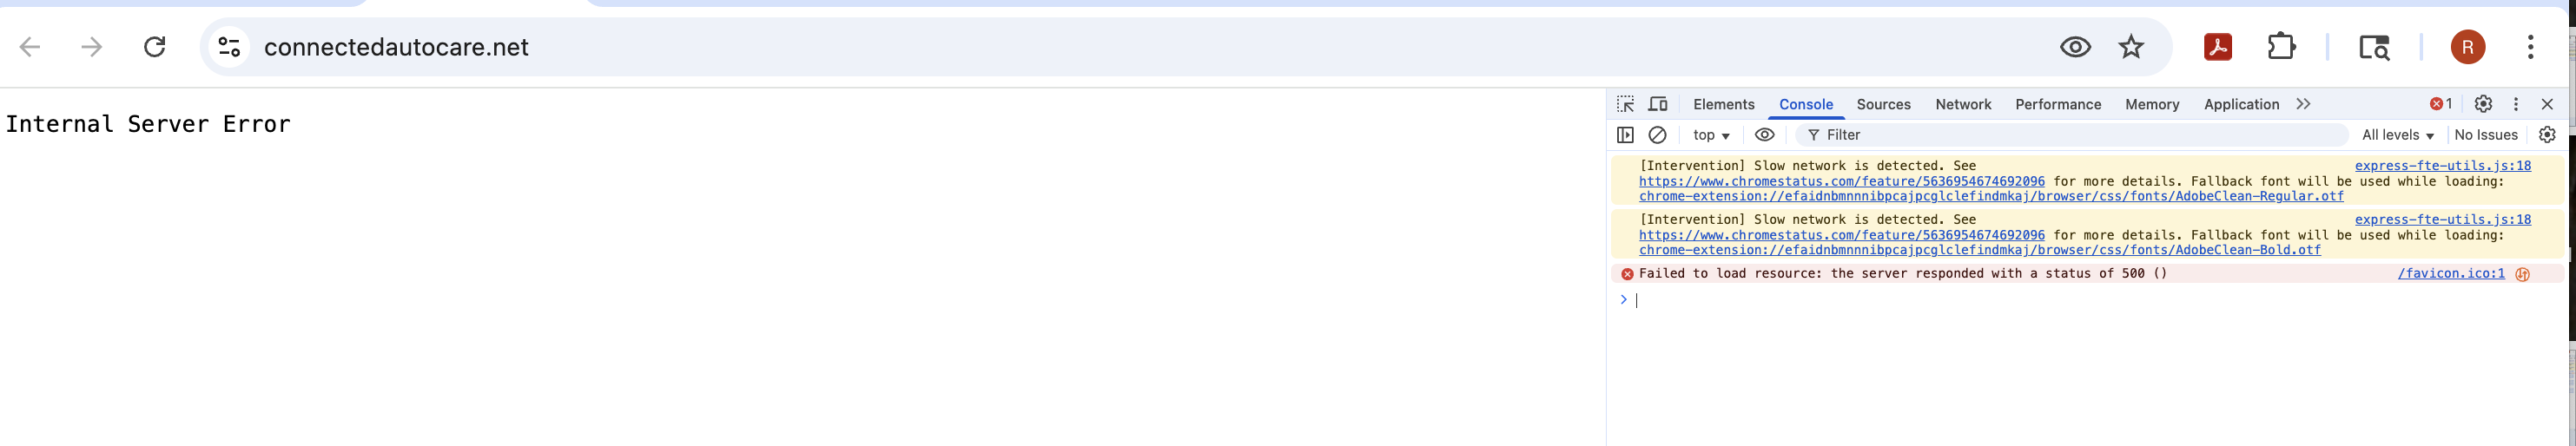 connectedautocare.net
R
Internal Server Error
Elements Console Sources Network Performance Memory Application 1
top Filter All levels No Issues
[Intervention] Slow network is detected. See express-fte-utils.js:18
https://www.chromestatus.com/feature/5636954674692096 for more details. Fallback font will be used while loading:
chrome-extension://efaidnbmnnnibpcajpcglclefindmkaj/browser/css/fonts/AdobeClean-Regular.otf
[Intervention] Slow network is detected. See express-fte-utils.js:18
https://www.chromestatus.com/feature/5636954674692096 for more details. Fallback font will be used while loading:
chrome-extension://efaidnbmnnnibpcajpcglclefindmkaj/browser/css/fonts/AdobeClean-Bold.otf
Failed to load resource: the server responded with a status of 500 () /favicon.ico:1